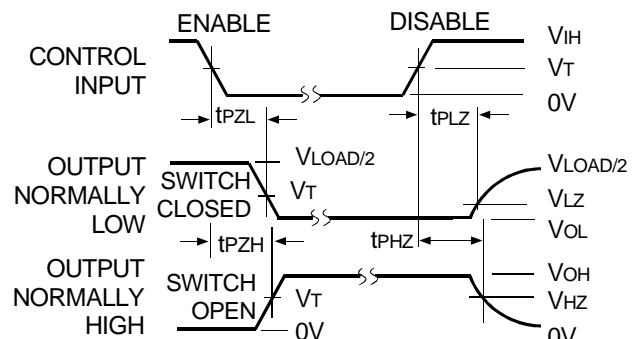 ENABLE DISABLE
CONTROL INPUT
tPZL
tPLZ
VIH
VT
0V
OUTPUT NORMALLY LOW
SWITCH CLOSED
VLOAD/2
VT
VLOAD/2
VLZ
VOL
tPZH
tPHZ
OUTPUT NORMALLY HIGH
SWITCH OPEN
VT
0V
VOH
VHZ
0V